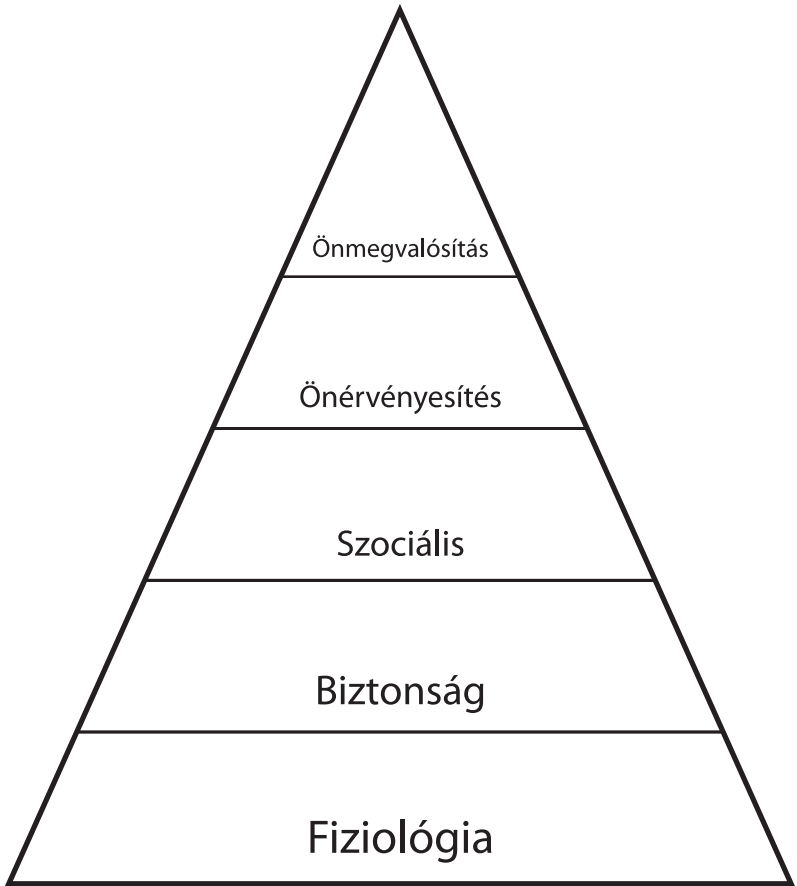 Önmegvalósítás
Önérvényesítés
Szociális
Biztonság
Fiziológia